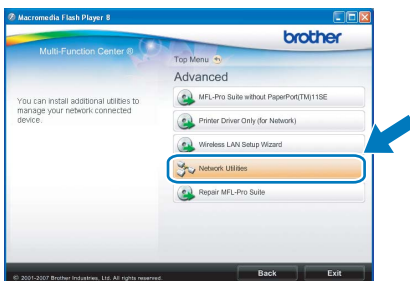 Macromedia Flash Player 8
brother
Multi-Function Center ®
Top Menu
Advanced
You can install additional utilities to
manage your network connected
device.
MFL-Pro Suite without PaperPort(TM)11SE
Printer Driver Only (for Network)
Wireless LAN Setup Wizard
Network Utilities
Repair MFL-Pro Suite
© 2001-2007 Brother Industries, Ltd. All rights reserved.
Back
Exit